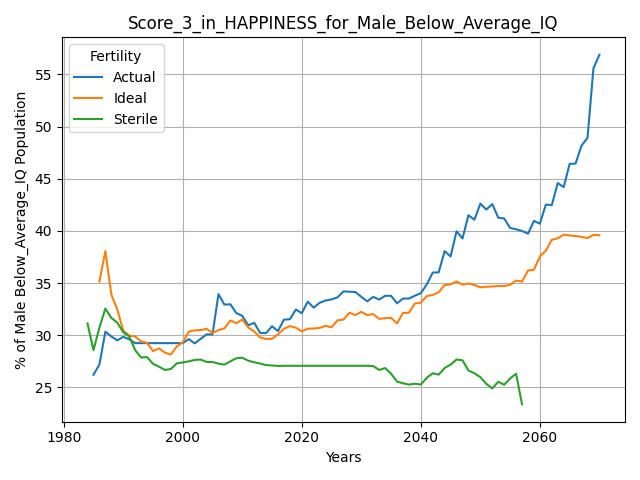 Score_3_in_HAPPINESS_for_Male_Below_Average_IQ
Fertility
Actual
Ideal
Sterile
% of Male Below_Average_IQ Population
55
50
45
40
35
30
25
1980
2000
2020
2040
2060
Years